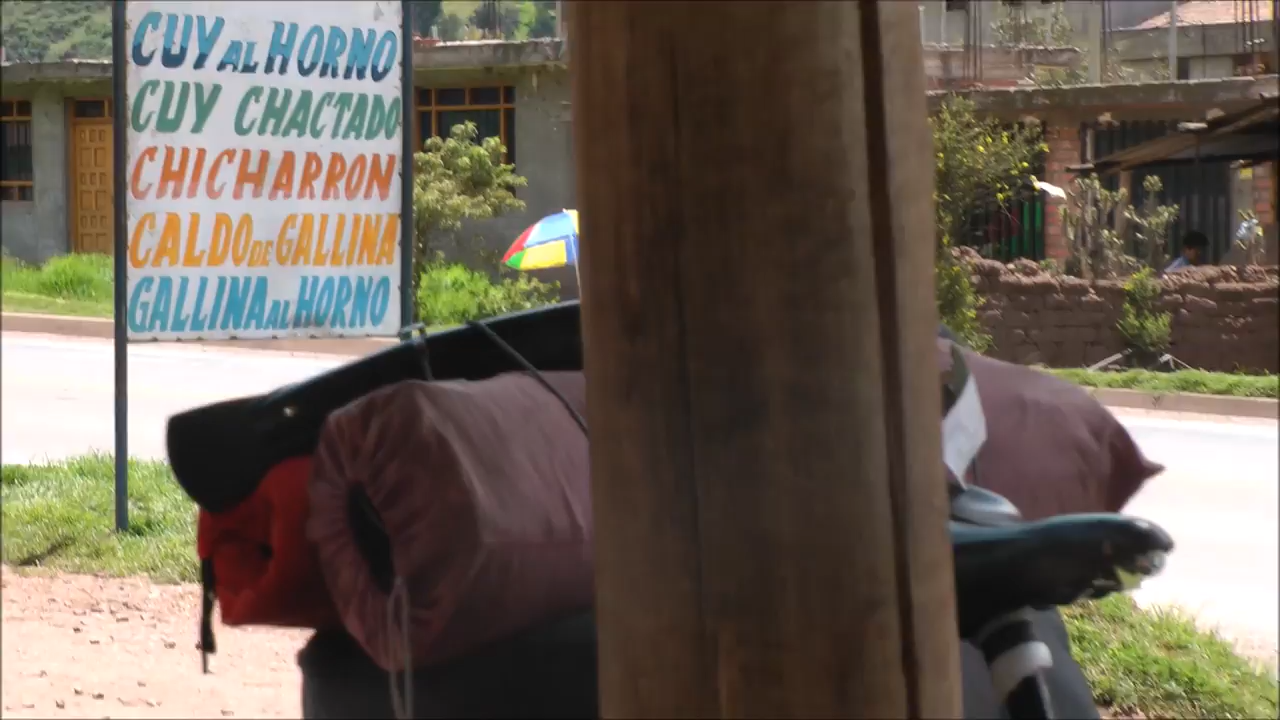 CUY AL HORNO
CUY CHACTADO
CHICHARRON
CALDO DE GALLINA
GALLINA AL HORNO